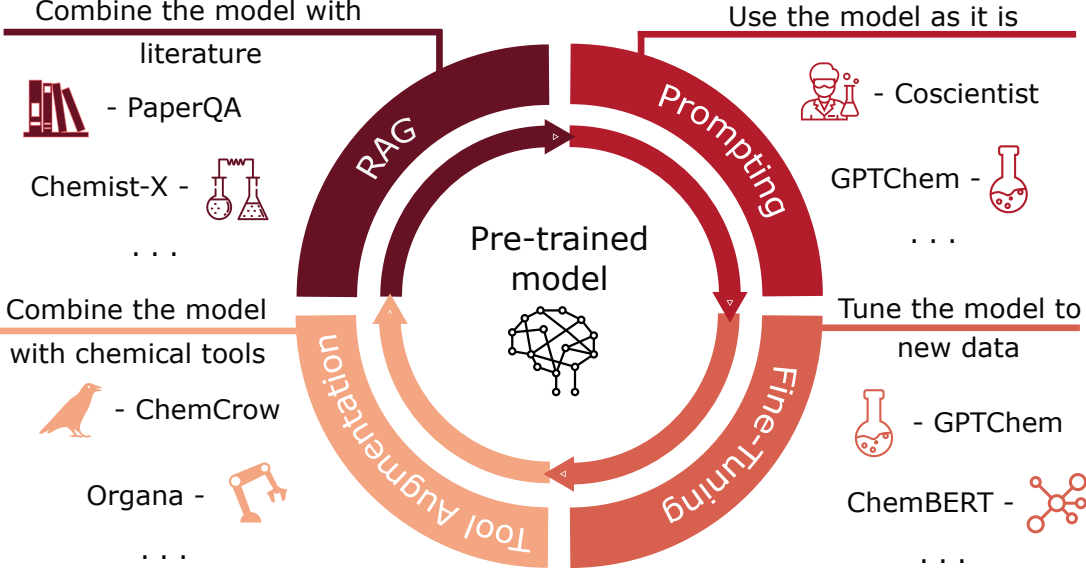 Combine the model with
literature
- PaperQA
Chemist-X -
. . .
RAG
Use the model as it is
- Coscientist
GPTChem -
. . .
Prompting
Pre-trained
model
Combine the model
with chemical tools
- ChemCrow
Organa -
. . .
Tool Augmentation
Tune the model to
new data
- GPTChem
ChemBERT -
. . .
Fine-Tuning